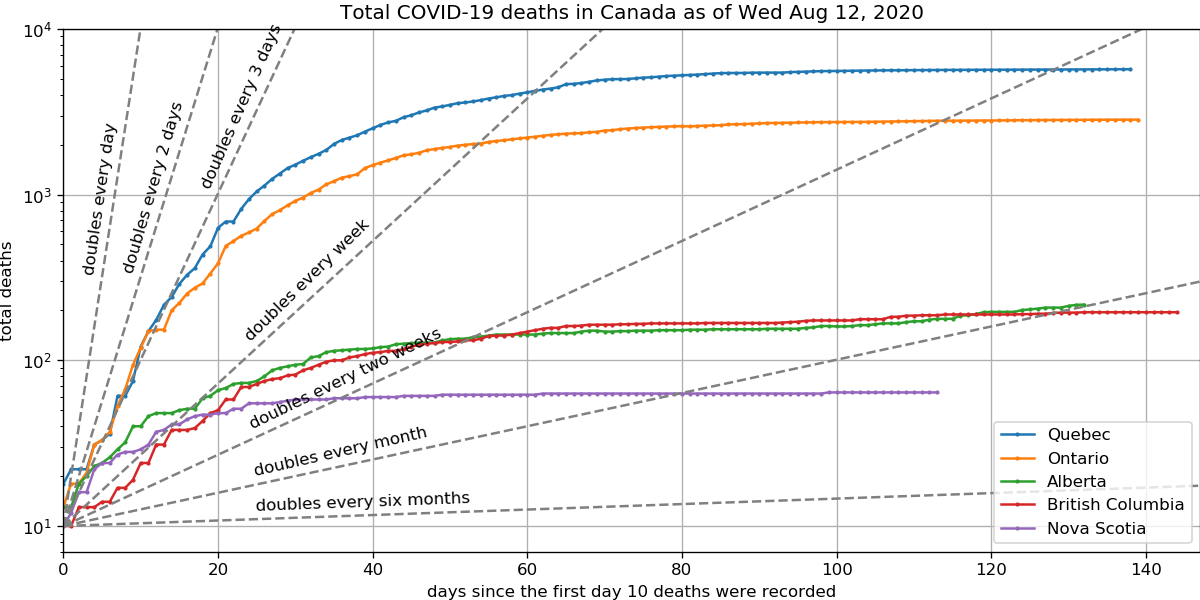 Total COVID-19 deaths in Canada as of Wed Aug 12, 2020
10^4
10^3
10^2
10^1
total deaths
doubles every day
doubles every 2 days
doubles every 3 days
doubles every week
doubles every two weeks
doubles every month
doubles every six months
Quebec
Ontario
Alberta
British Columbia
Nova Scotia
0 20 40 60 80 100 120 140
days since the first day 10 deaths were recorded